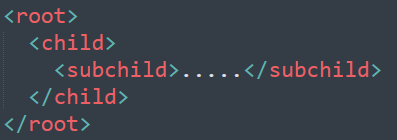 <root>
  <child>
    <subchild>.....</subchild>
  </child>
</root>